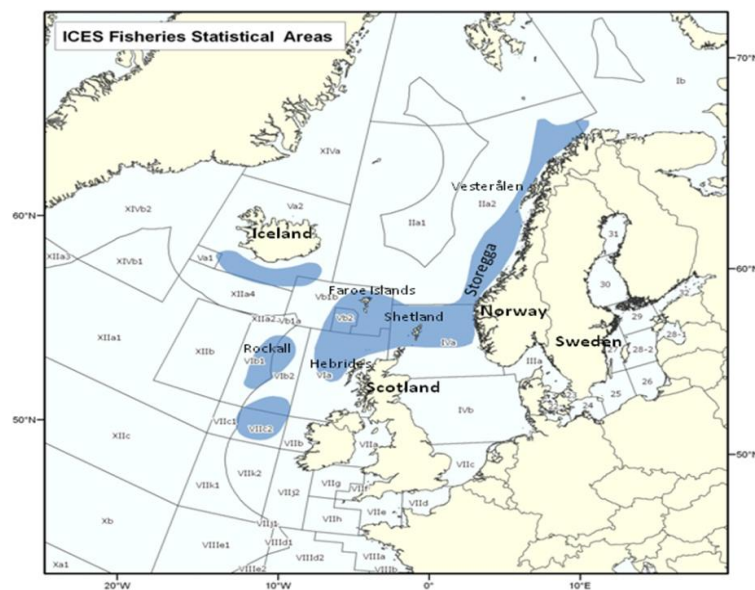 ICES Fisheries Statistical Areas
70°N
Ib
XIVa
Vesterålen
IIa2
60°N
XIVb2
Va2
IIa1
Iceland
31
XIIa3
XIVb1
Va1
60°N
Storegga
30
XIIa4
Vb1b
Faroe Islands
XIIa2
Vb1a
Vb2
Shetland
Norway
29
XIIa1
XIIb
Rockall
IVa
Sweden
28-1
27
28-2
VIb1
Hebrides
IIIa
VIb2
VIa
Scotland
26
25
24
50°N
IVb
VIIc1
VIIc2
XIIc
VIIb
VIIa
50°N
VIIk2
VIIc
VIIk1
VIIj2
VIIg
VIIf
VIId
VIIe
VIIh
Xb
VIIj1
VIIIe1
VIIId1
VIIId2
VIIIa
Xa1
VIIIe2
VIIIb
20°W
10°W
0°
10°E